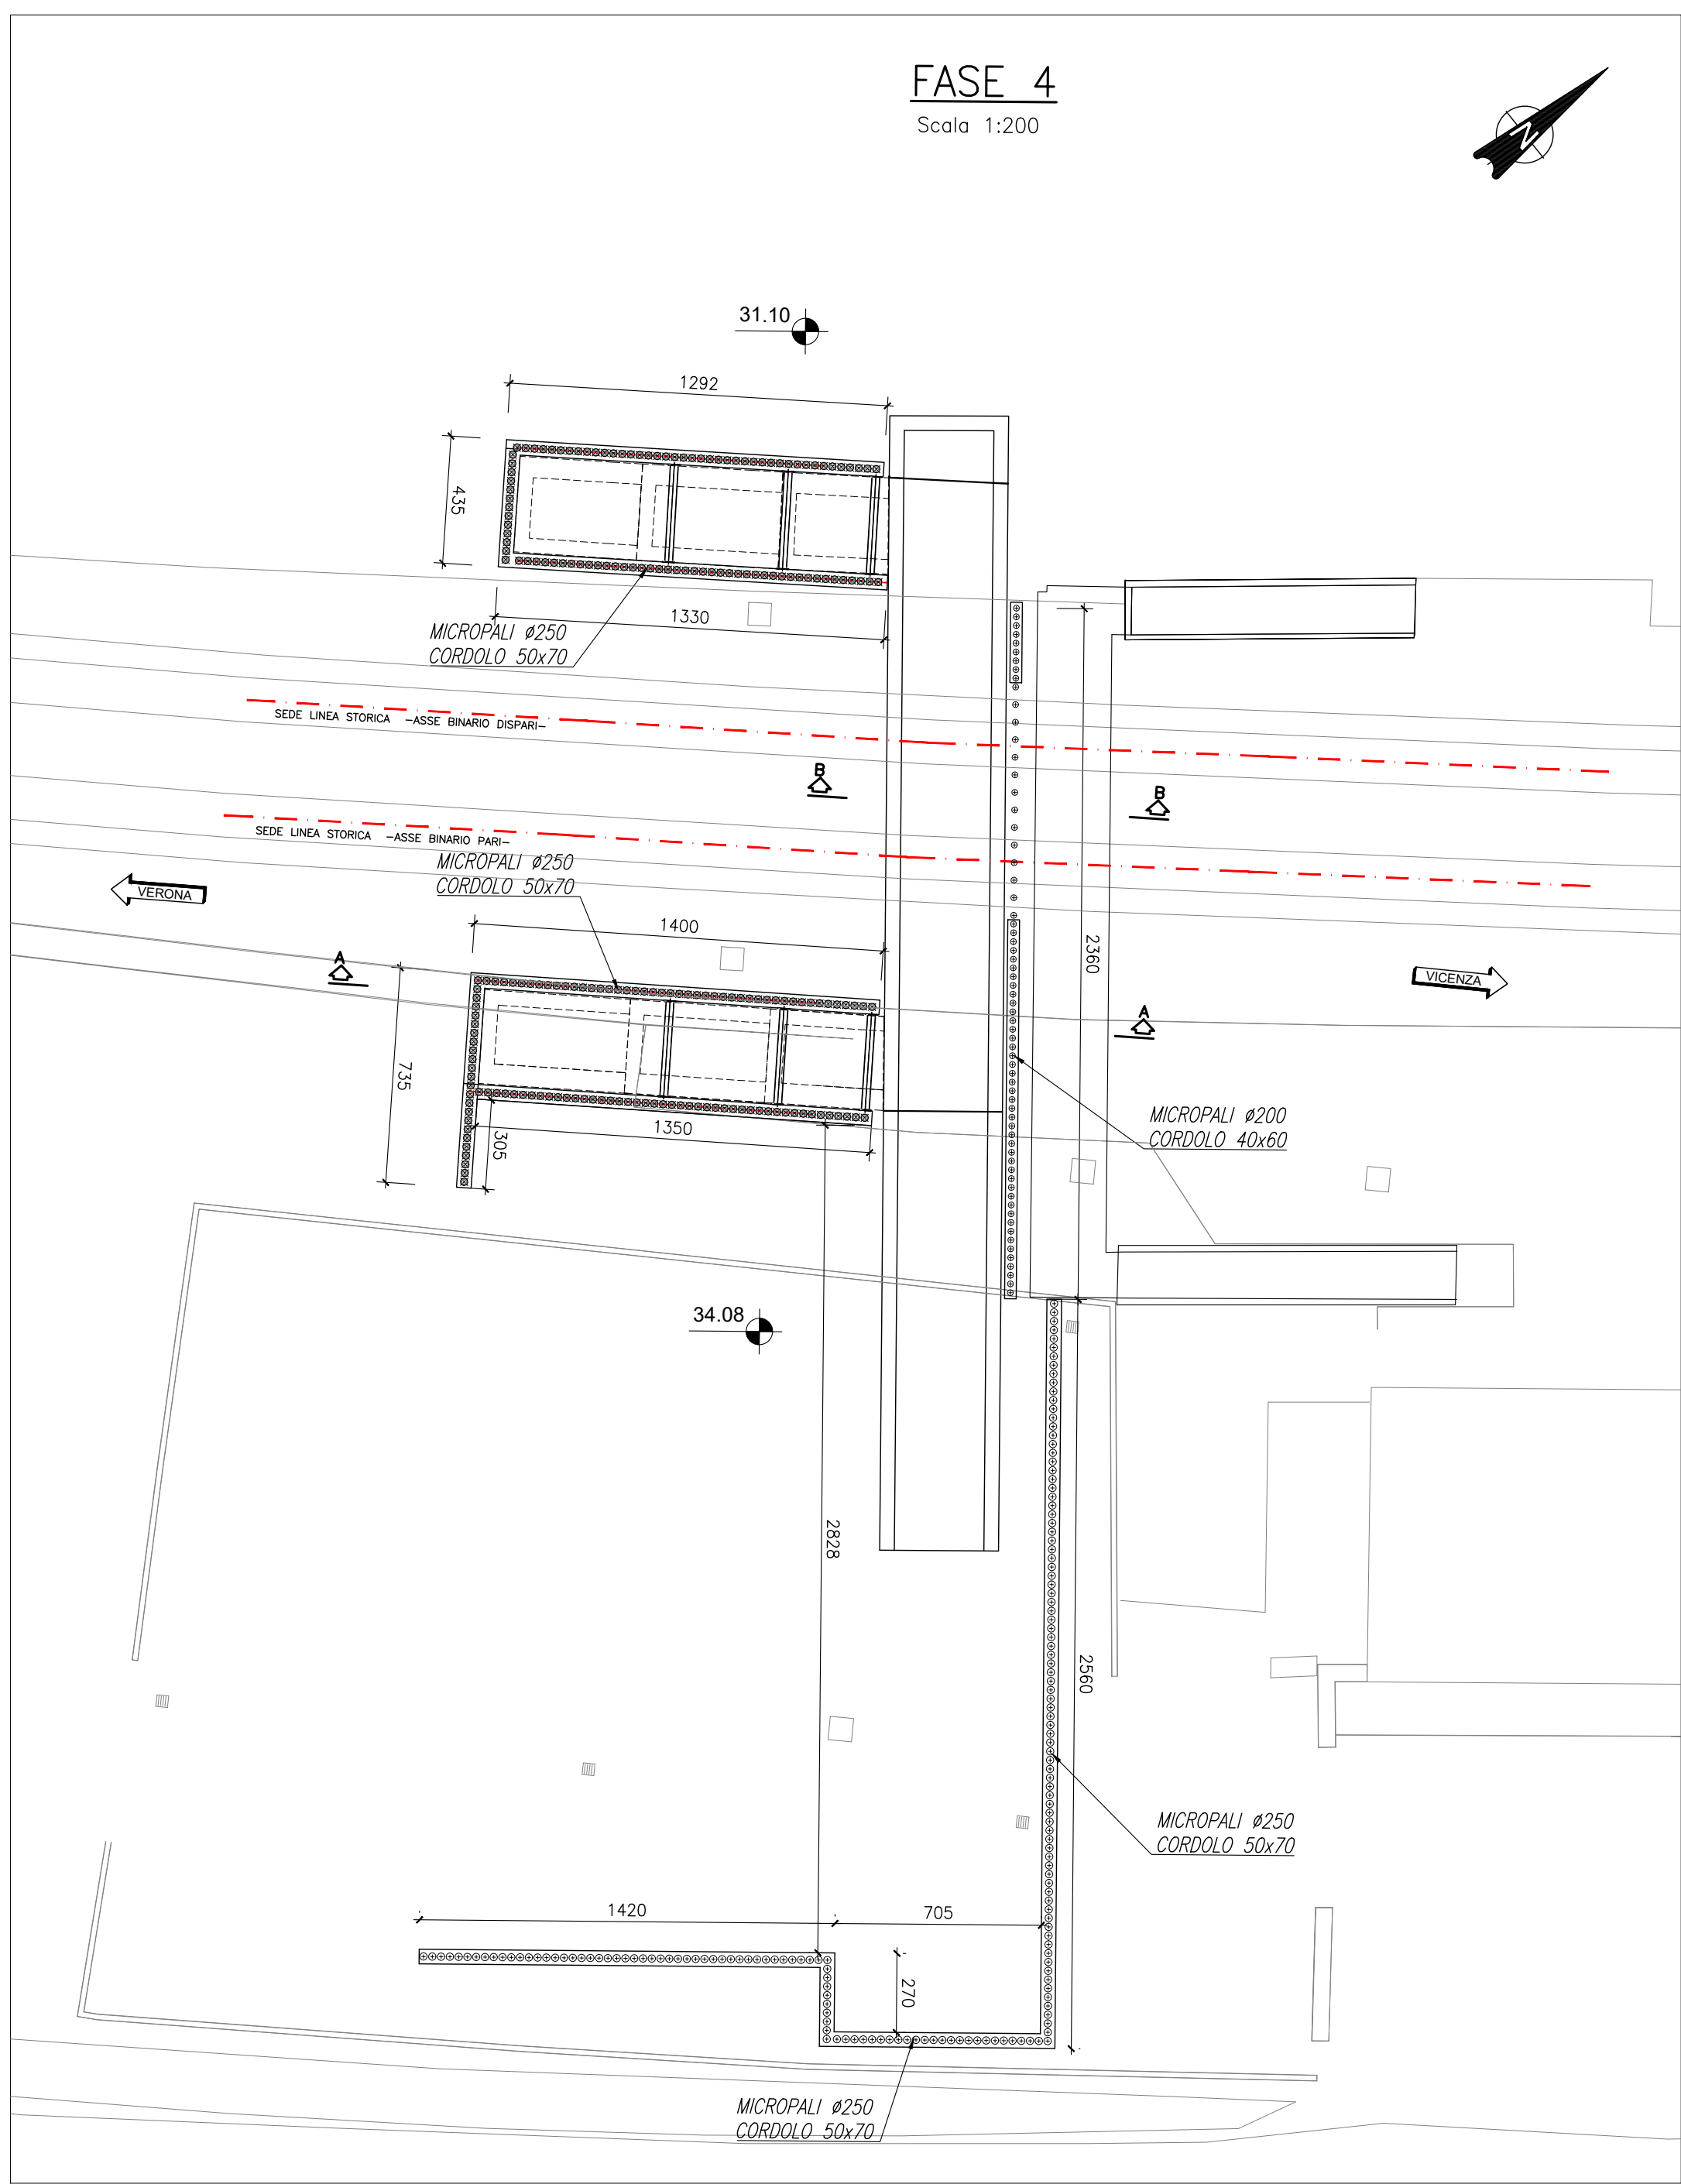 FASE 4
Scala 1:200
N
31.10
1292
435
1330
MICROPALI ø250
CORDOLO 50x70
SEDE LINEA STORICA -ASSE BINARIO DISPARI-
B
B
SEDE LINEA STORICA -ASSE BINARIO PARI-
MICROPALI ø250
CORDOLO 50x70
VERONA
1400
2360
A
VICENZA
A
735
MICROPALI ø200
CORDOLO 40x60
1350
305
34.08
2828
2560
MICROPALI ø250
CORDOLO 50x70
1420
705
270
MICROPALI ø250
CORDOLO 50x70